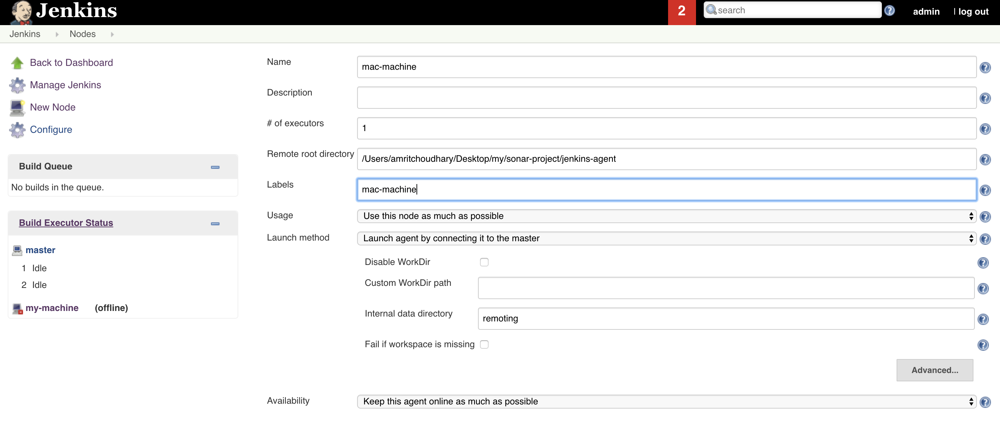 Jenkins
2
search
admin
| log out
Jenkins
Nodes
Back to Dashboard
Manage Jenkins
New Node
Configure
Build Queue
No builds in the queue.
Build Executor Status
master
1 Idle
2 Idle
my-machine (offline)
Name
mac-machine
Description
# of executors
1
Remote root directory
/Users/amritchoudhary/Desktop/my/sonar-project/jenkins-agent
Labels
mac-machine
Usage
Use this node as much as possible
Launch method
Launch agent by connecting it to the master
Disable WorkDir
Custom WorkDir path
Internal data directory
remoting
Fail if workspace is missing
Advanced...
Availability
Keep this agent online as much as possible